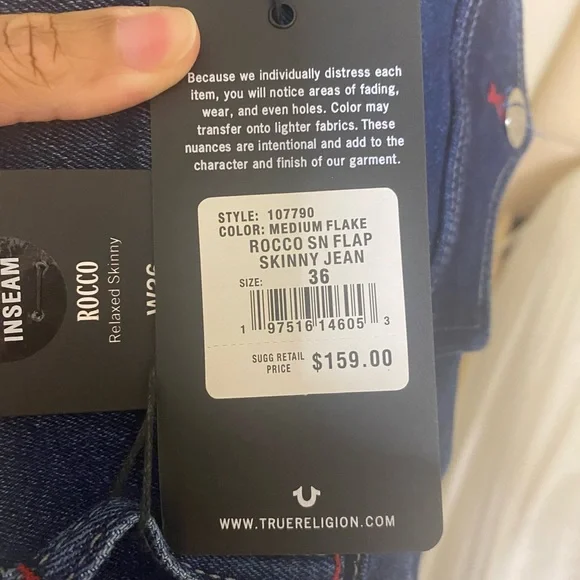 Because we individually distress each
item, you will notice areas of fading,
wear, and even holes. Color may
transfer onto lighter fabrics. These
nuances are intentional and add to the
character and finish of our garment.
STYLE: 107790
COLOR: MEDIUM FLAKE
ROCCO SN FLAP
SKINNY JEAN
SIZE: 36
1 97516 14605 3
SUGG RETAIL
PRICE $159.00
WWW.TRUERELIGION.COM
INSEAM
ROCCO
Relaxed Skinny